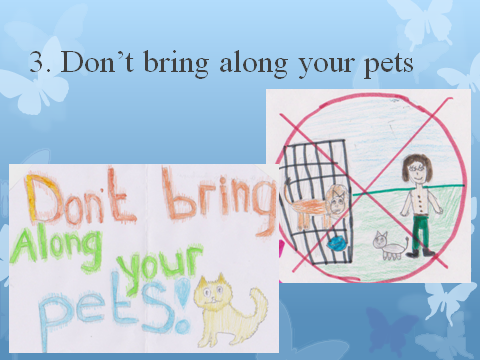 3. Don’t bring along your pets
Don't bring
Along your
pets!